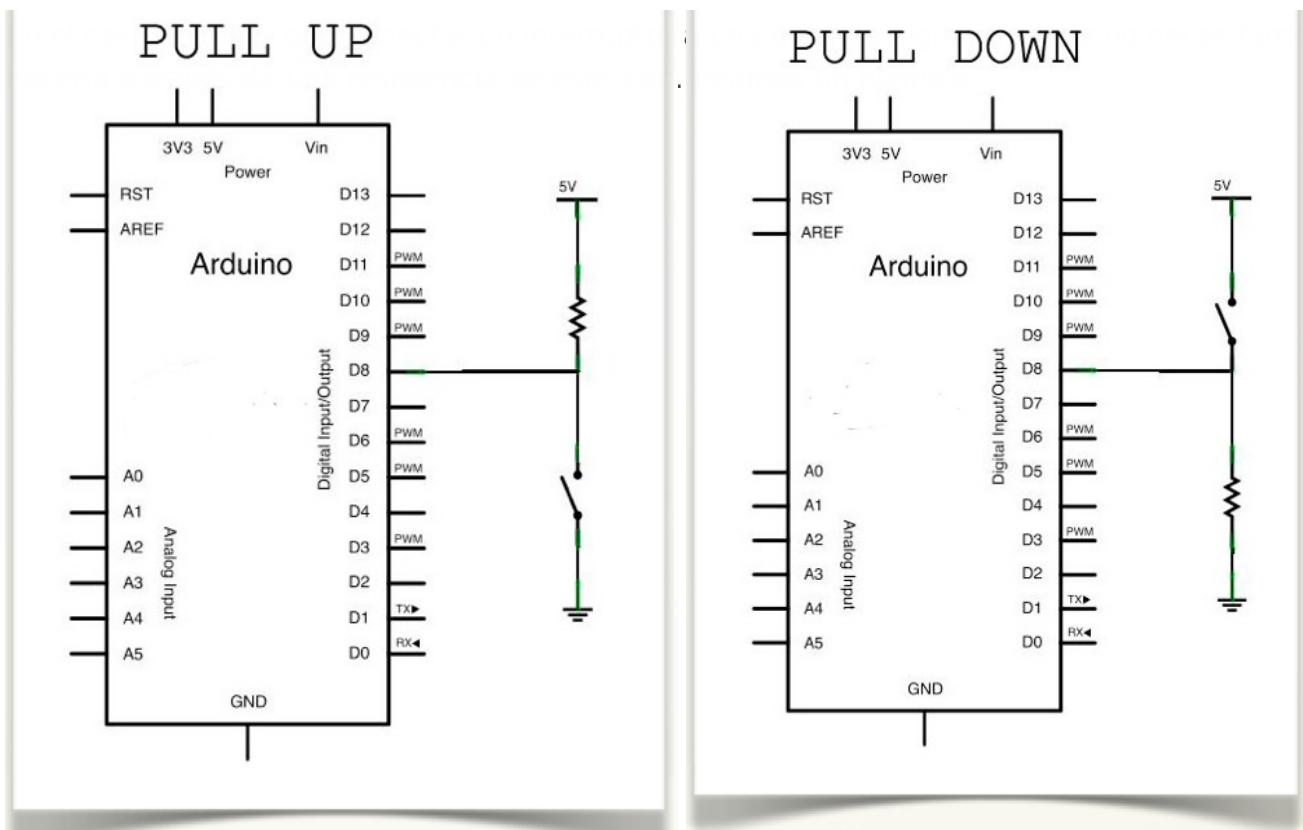 PULL UP
3V3 5V Vin
Power
RST D13
AREF D12
Arduino
D11 PWM
D10 PWM
D9 PWM
D8
D7
D6 PWM
A0 D5 PWM
A1 D4
A2 D3 PWM
A3 D2
A4 D1 TX▶
A5 D0 RX◀
Digital Input/Output
Analog Input
GND
5V
PULL DOWN
3V3 5V Vin
Power
RST D13
AREF D12
Arduino
D11 PWM
D10 PWM
D9 PWM
D8
D7
D6 PWM
A0 D5 PWM
A1 D4
A2 D3 PWM
A3 D2
A4 D1 TX▶
A5 D0 RX◀
Digital Input/Output
Analog Input
GND
5V